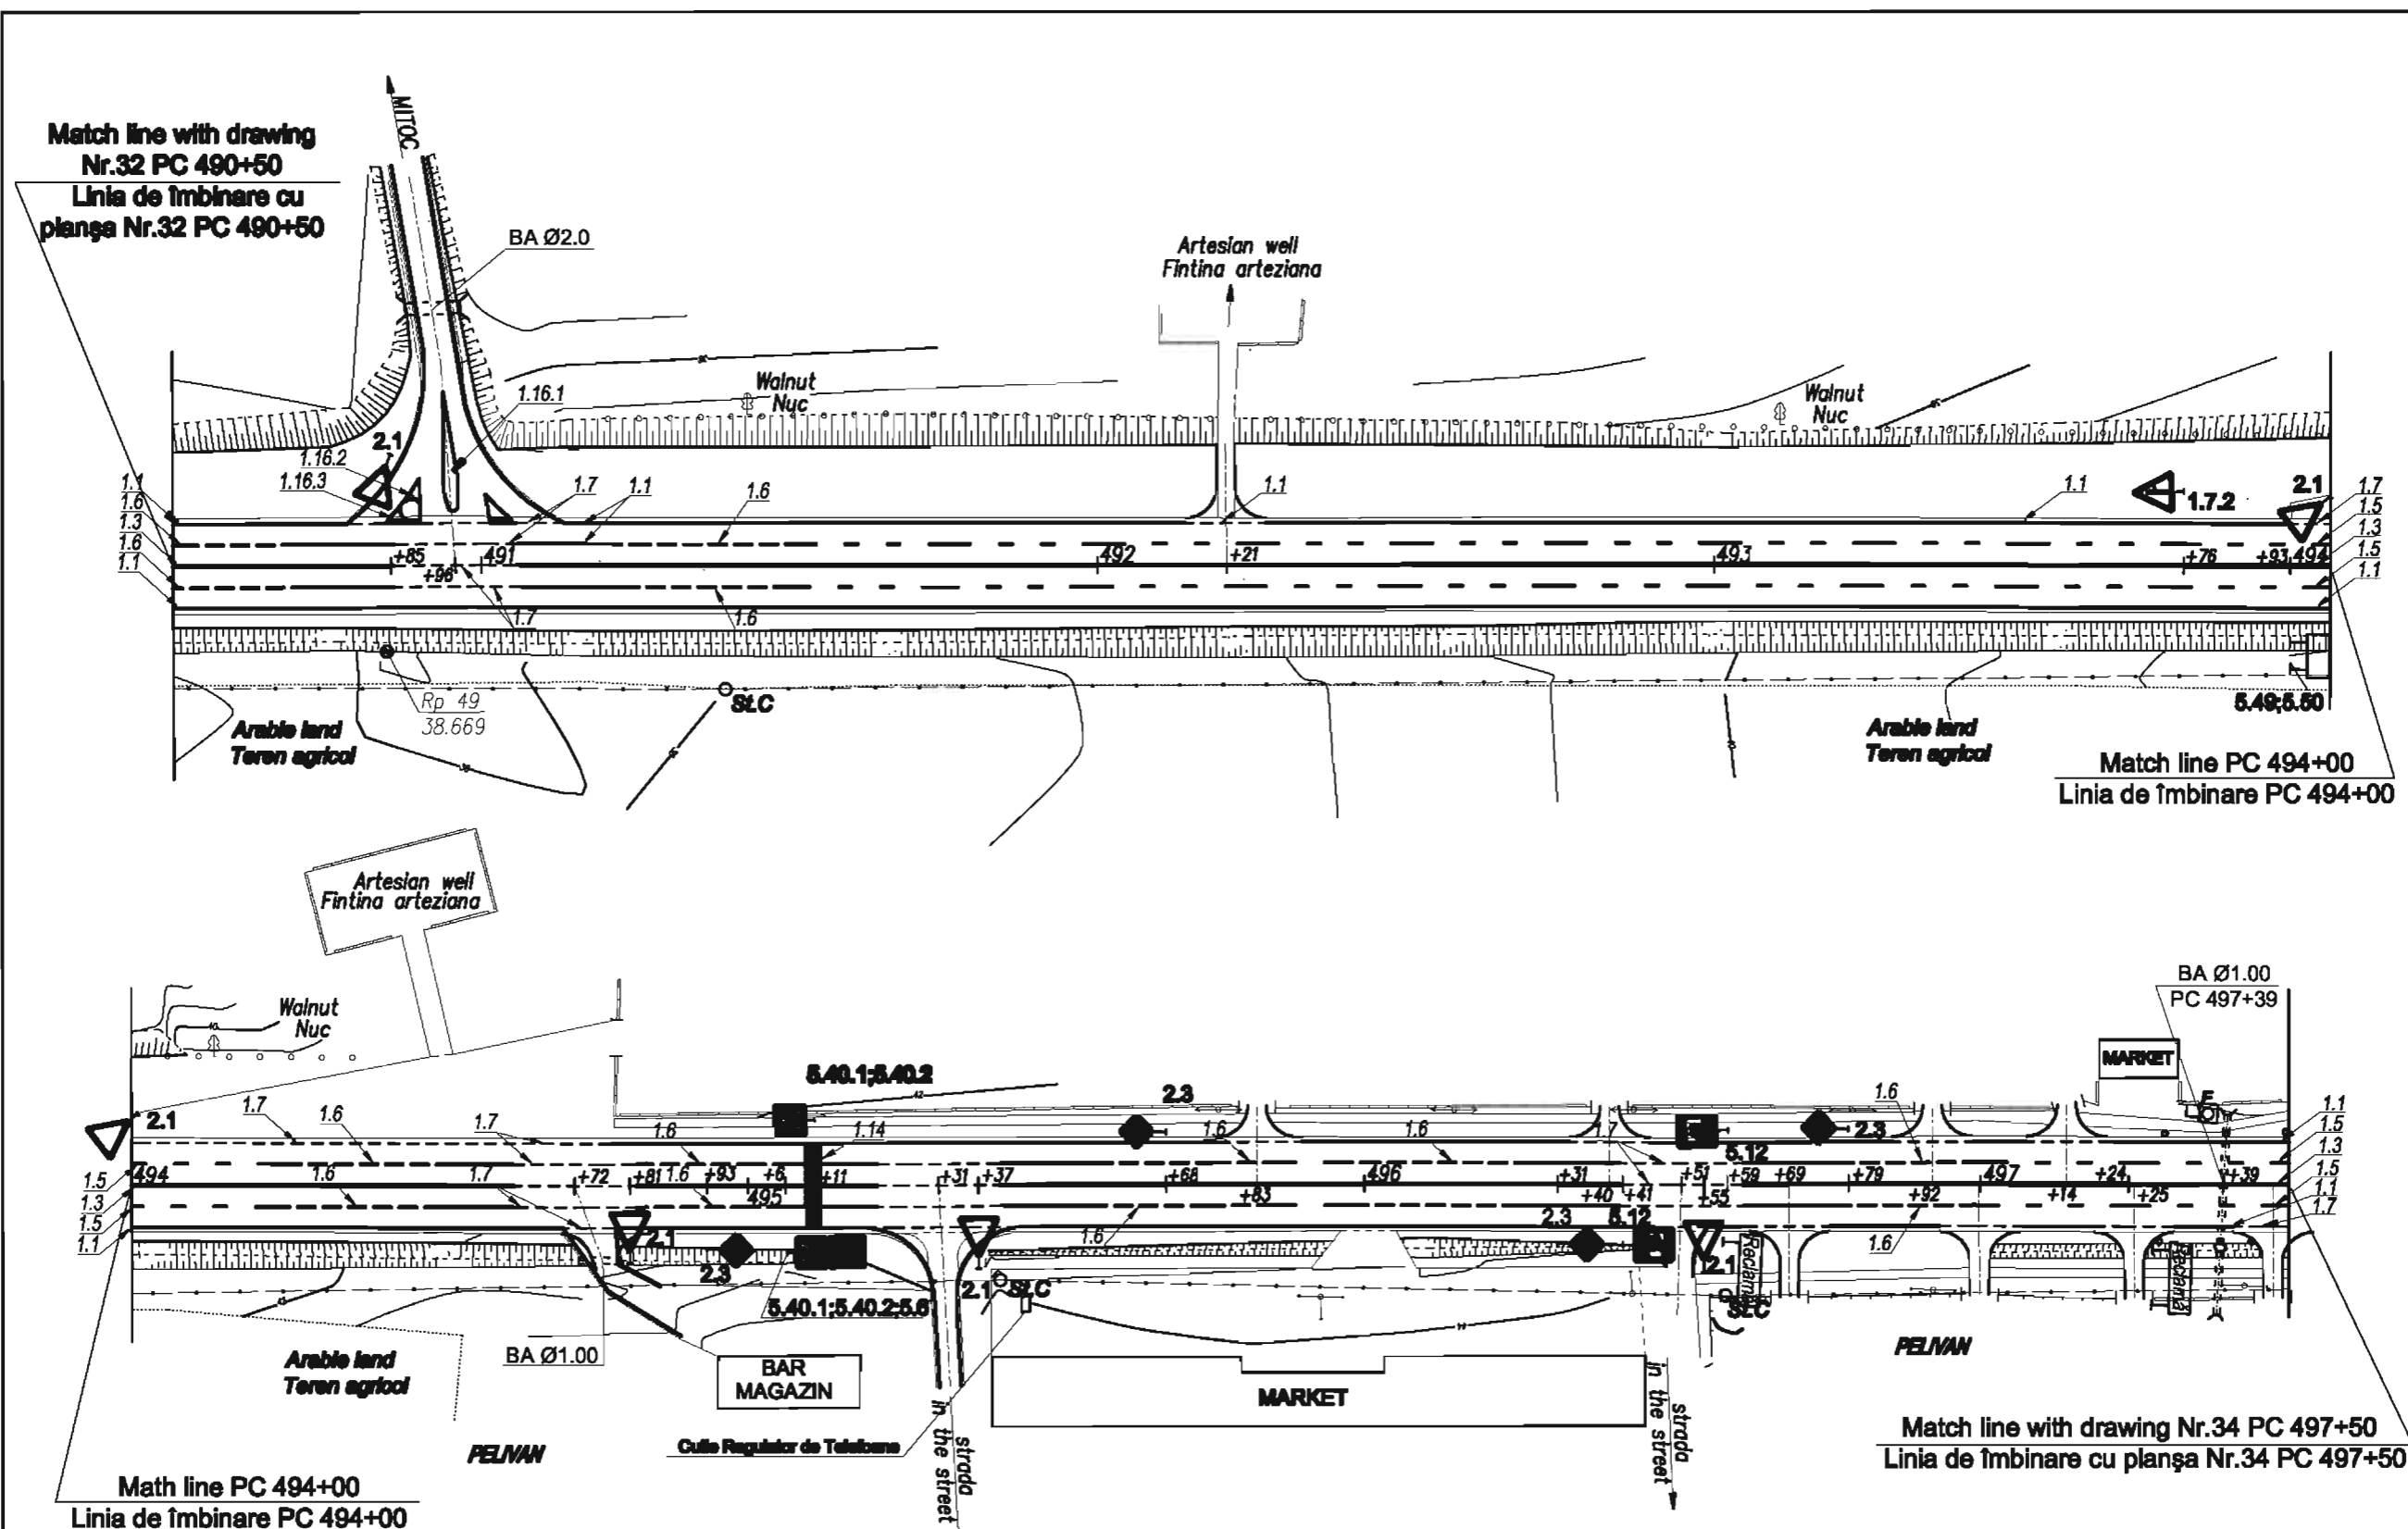 MITOC
Match line with drawing
Nr.32 PC 490+50
Linia de îmbinare cu
planşa Nr.32 PC 490+50
BA Ø2.0
Artesian well
Fintina arteziana
1.16.1
Walnut
Nuc
Walnut
Nuc
2.1
1.16.2
1.16.3
1.7
1.1
1.6
1.1
1.1
1.7.2
2.1
1.1
1.6
1.3
1.6
1.1
1.7
1.5
1.3
1.5
1.1
+85
+96
491
492
+21
493
+76
+93
494
1.7
1.6
Rp 49
38.669
SŁC
Arable land
Teren agricol
Arable land
Teren agricol
5.49;5.50
Match line PC 494+00
Linia de îmbinare PC 494+00
Artesian well
Fintina arteziana
Walnut
Nuc
BA Ø1.00
PC 497+39
MARKET
5.40.1;5.40.2
42
2.3
1.6
F
2.1
1.7
1.6
1.7
1.6
1.14
1.6
1.6
1.7
5.12
2.3
1.1
1.5
1.3
1.5
1.1
1.7
1.5
1.3
1.5
1.1
494
1.6
1.7
+72
+81
1.6
+93
495
+6
+11
+31
+37
+68
+83
496
+31
+40
+41
+51
+55
+59
+69
+79
+92
497
+14
+24
+25
+39
2.1
2.3
5.40.1;5.40.2;5.6
2.1
SŁC
1.6
2.3
5.12
2.1
Reclamă
SŁC
1.6
Reclamă
BA Ø1.00
BAR
MAGAZIN
MARKET
Arable land
Teren agricol
PELIVAN
PELIVAN
Cutie Regulator de Telefoane
strada
in the street
strada
in the street
Math line PC 494+00
Linia de îmbinare PC 494+00
Match line with drawing Nr.34 PC 497+50
Linia de îmbinare cu planşa Nr.34 PC 497+50